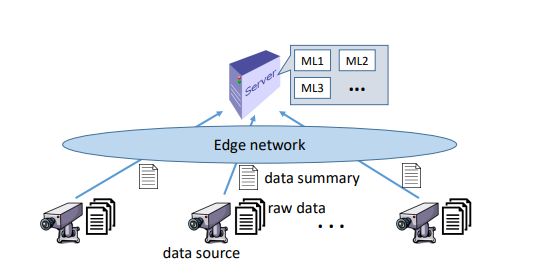 ML1 ML2
ML3 ...
Server
Edge network
data summary
raw data
...
data source